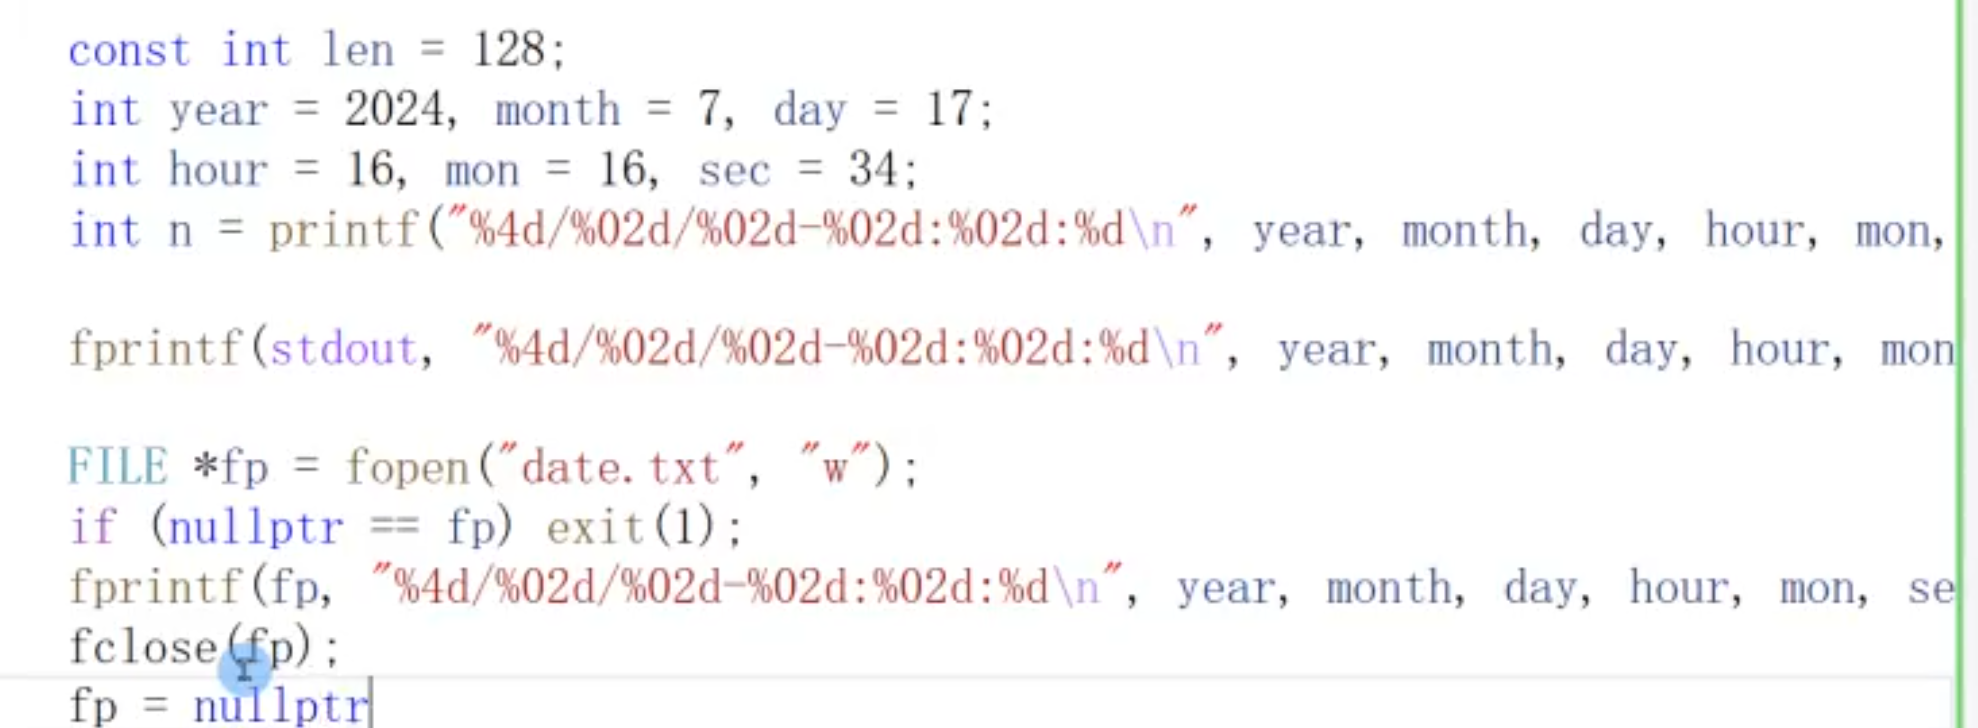 const int len = 128;
int year = 2024, month = 7, day = 17;
int hour = 16, mon = 16, sec = 34;
int n = printf("%4d/%02d/%02d-%02d:%02d:%d\n", year, month, day, hour, mon,
fprintf(stdout, "%4d/%02d/%02d-%02d:%02d:%d\n", year, month, day, hour, mon
FILE *fp = fopen("date.txt", "w");
if (nullptr == fp) exit(1);
fprintf(fp, "%4d/%02d/%02d-%02d:%02d:%d\n", year, month, day, hour, mon, se
fclose(fp);
fp = nullptr